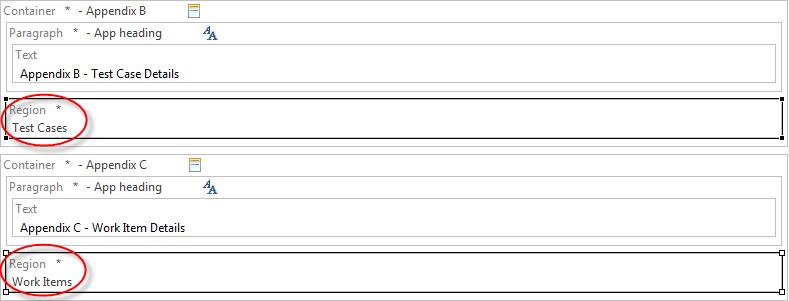 Container * - Appendix B
Paragraph * - App heading
Text
Appendix B - Test Case Details
Region *
Test Cases
Container * - Appendix C
Paragraph * - App heading
Text
Appendix C - Work Item Details
Region *
Work Items